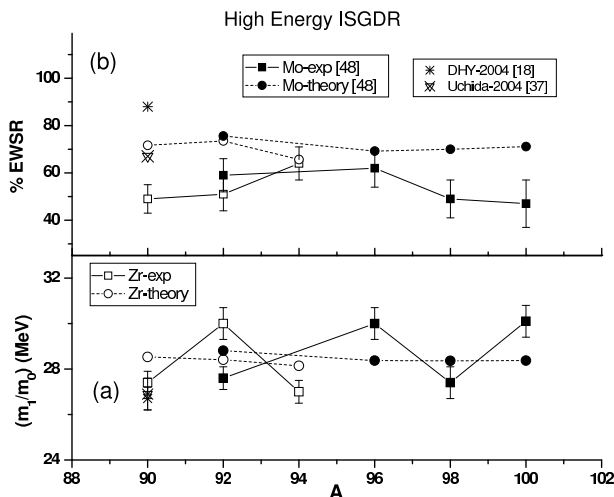 High Energy ISGDR
(b)
Mo-exp [48]
Mo-theory [48]
DHY-2004 [18]
Uchida-2004 [37]
% EWSR
100
80
60
40
20
Zr-exp
Zr-theory
(a)
(m1/m0) (MeV)
32
28
24
88 90 92 94 96 98 100 102
A